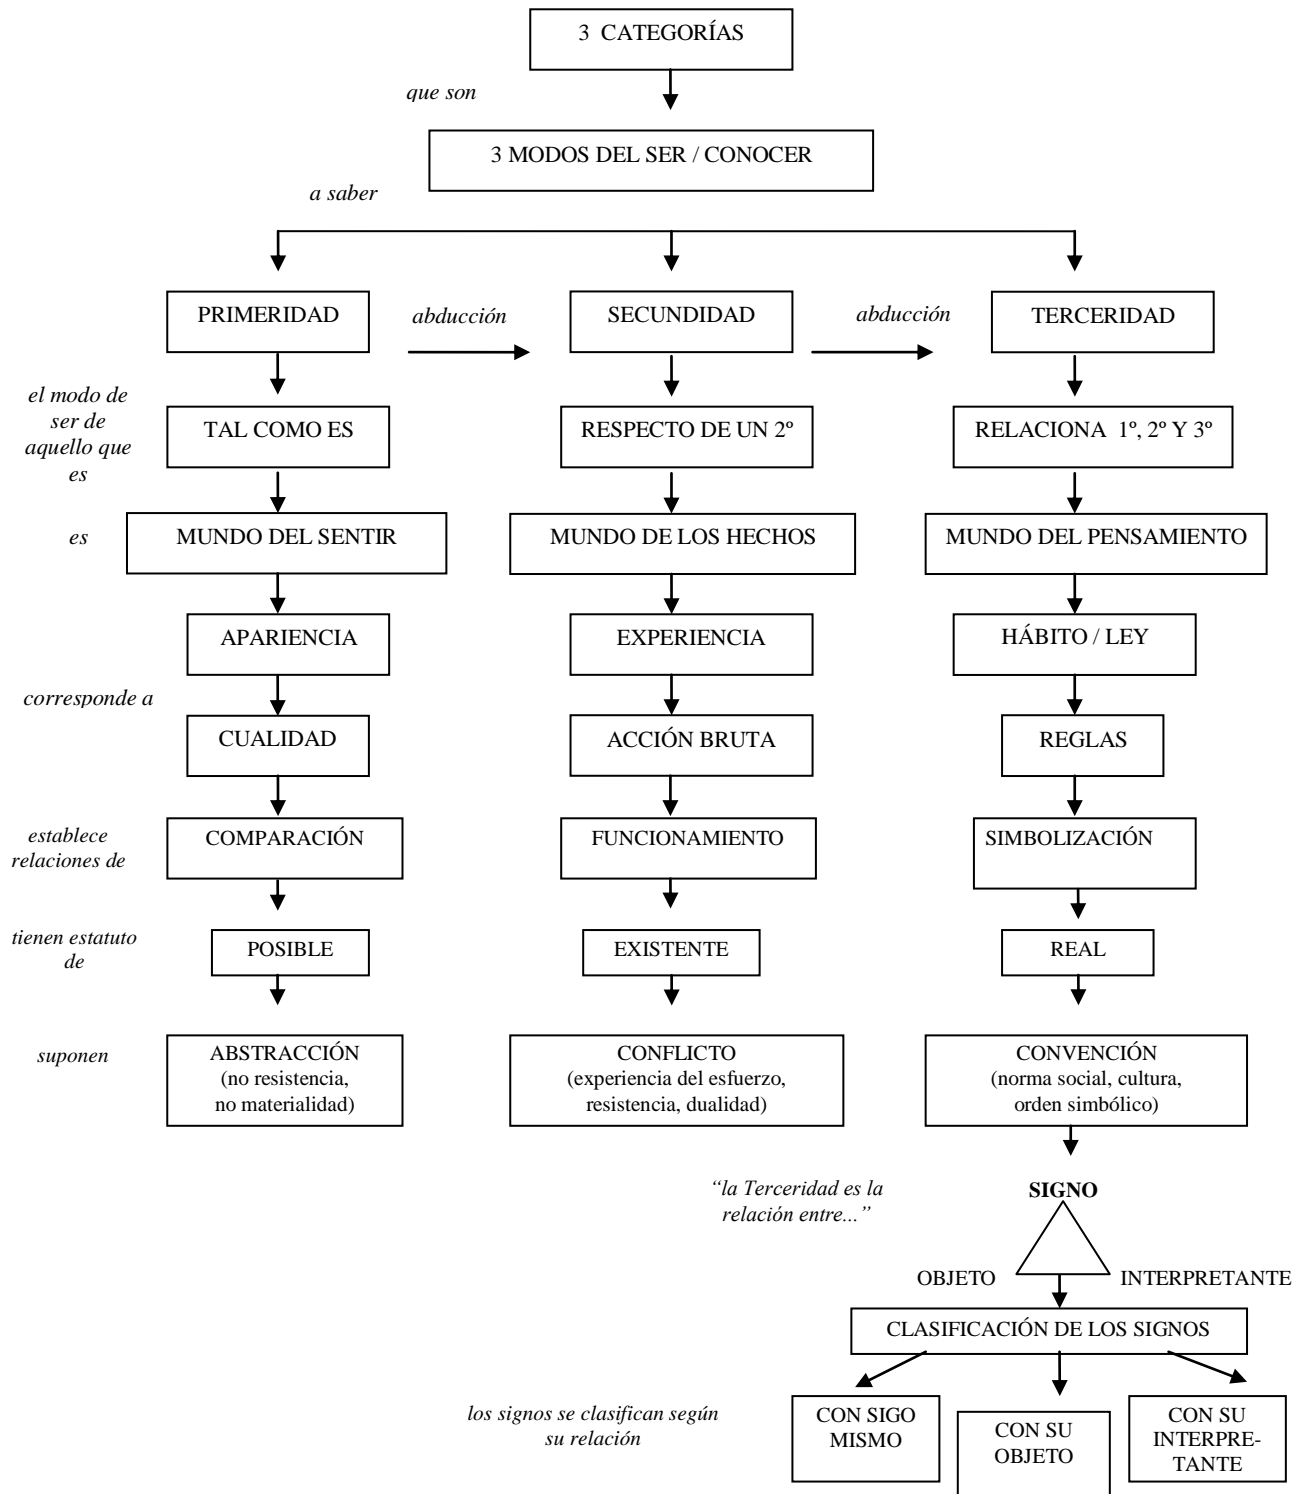 3 CATEGORÍAS
que son
3 MODOS DEL SER / CONOCER
a saber
PRIMERIDAD
abducción
SECUNDIDAD
abducción
TERCERIDAD
el modo de
ser de
aquello que
es
TAL COMO ES
RESPECTO DE UN 2º
RELACIONA 1º, 2º Y 3º
es
MUNDO DEL SENTIR
MUNDO DE LOS HECHOS
MUNDO DEL PENSAMIENTO
APARIENCIA
EXPERIENCIA
HÁBITO / LEY
corresponde a
CUALIDAD
ACCIÓN BRUTA
REGLAS
establece
relaciones de
COMPARACIÓN
FUNCIONAMIENTO
SIMBOLIZACIÓN
tienen estatuto
de
POSIBLE
EXISTENTE
REAL
suponen
ABSTRACCIÓN
(no resistencia,
no materialidad)
CONFLICTO
(experiencia del esfuerzo,
resistencia, dualidad)
CONVENCIÓN
(norma social, cultura,
orden simbólico)
“la Terceridad es la
relación entre...”
SIGNO
OBJETO
INTERPRETANTE
CLASIFICACIÓN DE LOS SIGNOS
los signos se clasifican según
su relación
CON SIGO
MISMO
CON SU
OBJETO
CON SU
INTERPRE-
TANTE